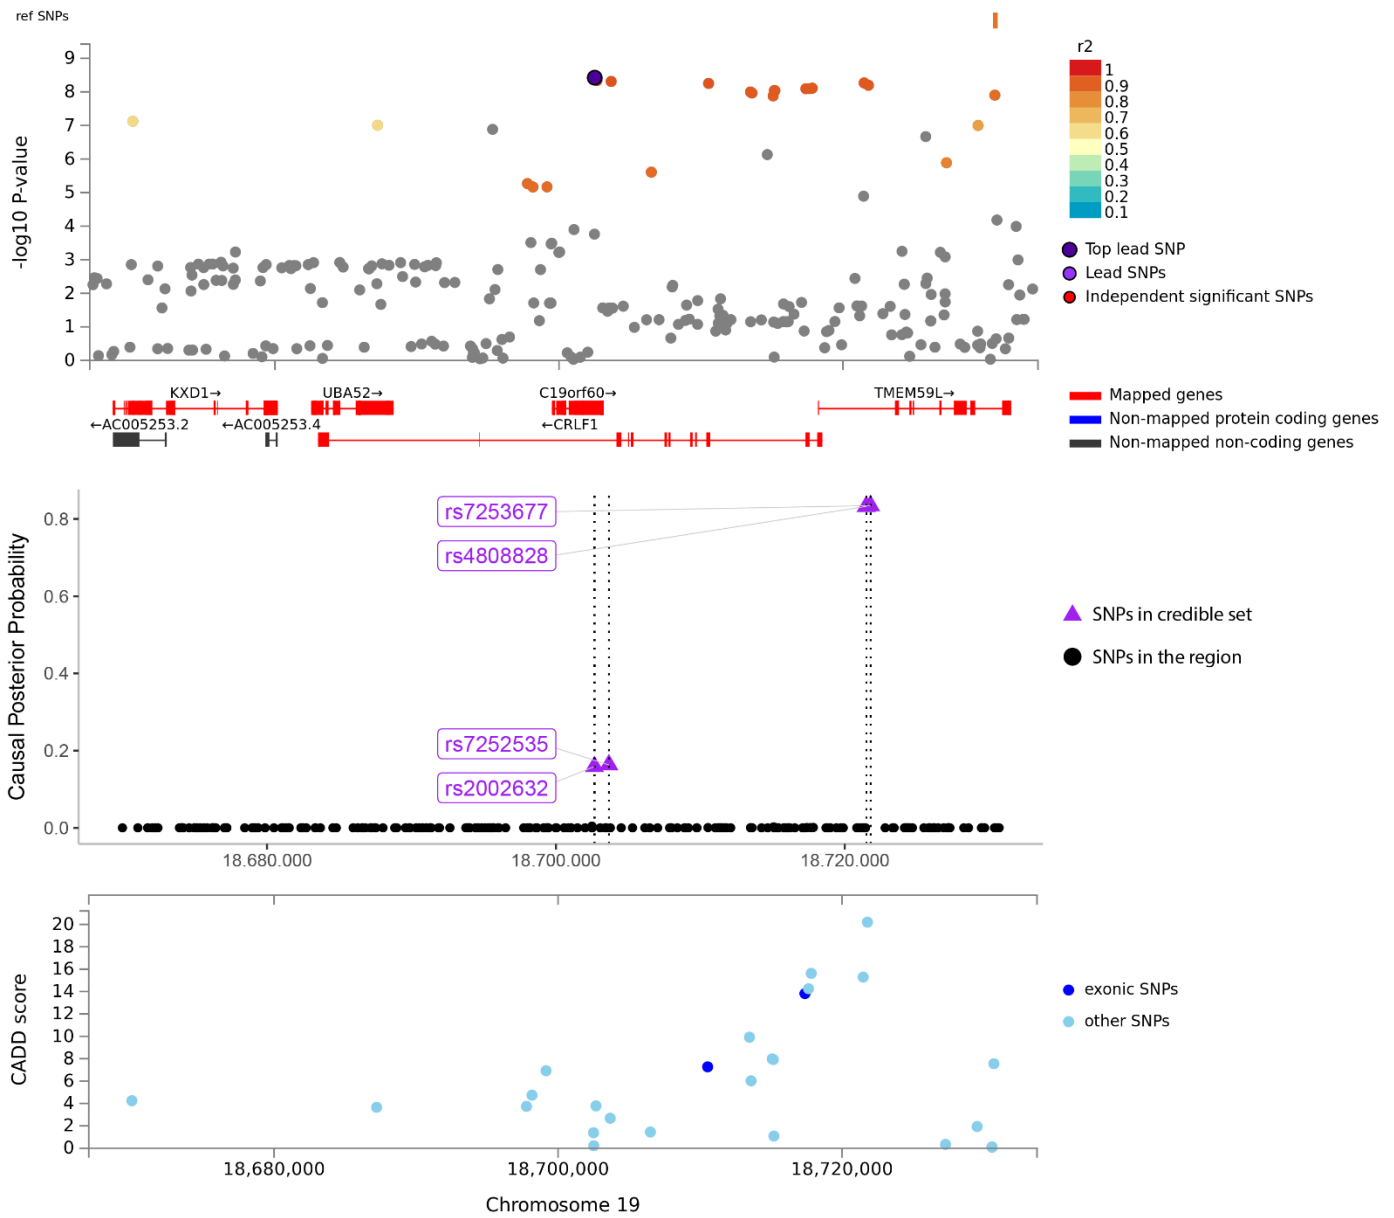 ref SNPs
-log10 P-value
9
8
7
6
5
4
3
2
1
0
r2
1
0.9
0.8
0.7
0.6
0.5
0.4
0.3
0.2
0.1
Top lead SNP
Lead SNPs
Independent significant SNPs
KXD1→
UBA52→
C19orf60→
TMEM59L→
←AC005253.2
←AC005253.4
←CRLF1
Mapped genes
Non-mapped protein coding genes
Non-mapped non-coding genes
Causal Posterior Probability
0.8
0.6
0.4
0.2
0.0
rs7253677
rs4808828
rs7252535
rs2002632
18.680.000
18.700.000
18.720.000
SNPs in credible set
SNPs in the region
CADD score
20
18
16
14
12
10
8
6
4
2
0
18,680,000
18,700,000
18,720,000
Chromosome 19
exonic SNPs
other SNPs